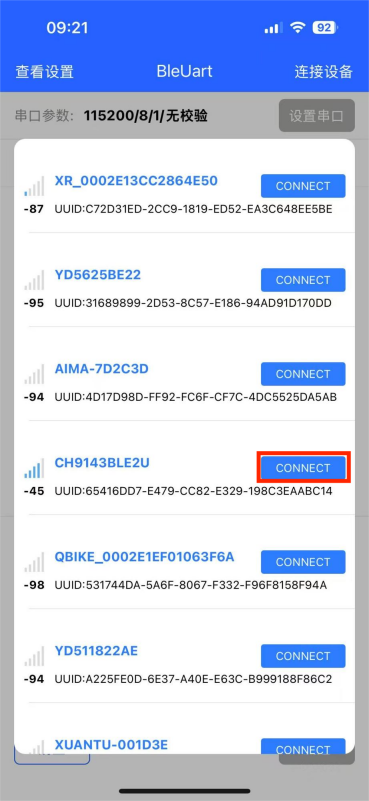 09:21
92
查看设置
BleUart
连接设备
串口参数: 115200/8/1/无校验
设置串口
XR_0002E13CC2864E50
CONNECT
-87
UUID:C72D31ED-2CC9-1819-ED52-EA3C648EE5BE
YD5625BE22
CONNECT
-95
UUID:31689899-2D53-8C57-E186-94AD91D170DD
AIMA-7D2C3D
CONNECT
-94
UUID:4D17D98D-FF92-FC6F-CF7C-4DC5525DA5AB
CH9143BLE2U
CONNECT
-45
UUID:65416DD7-E479-CC82-E329-198C3EAABC14
QBIKE_0002E1EF01063F6A
CONNECT
-98
UUID:531744DA-5A6F-8067-F332-F96F8158F94A
YD511822AE
CONNECT
-94
UUID:A225FE0D-6E37-A40E-E63C-B999188F86C2
XUANTU-001D3E
CONNECT